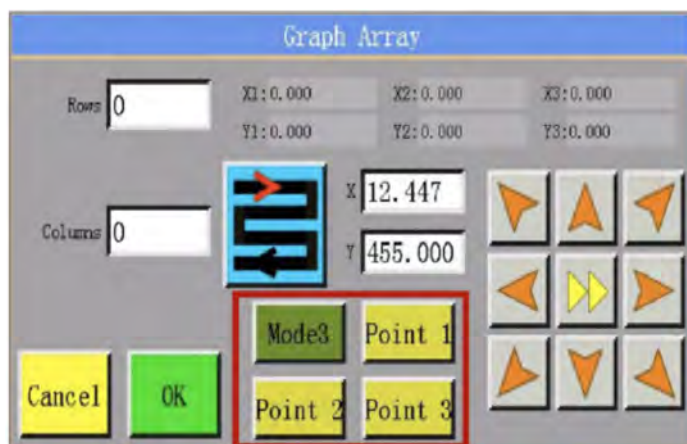 Graph Array
Rows 0
X1:0.000 X2:0.000 X3:0.000
Y1:0.000 Y2:0.000 Y3:0.000
X 12.447
Columns 0
Y 455.000
Mode3 Point 1
Cancel OK
Point 2 Point 3